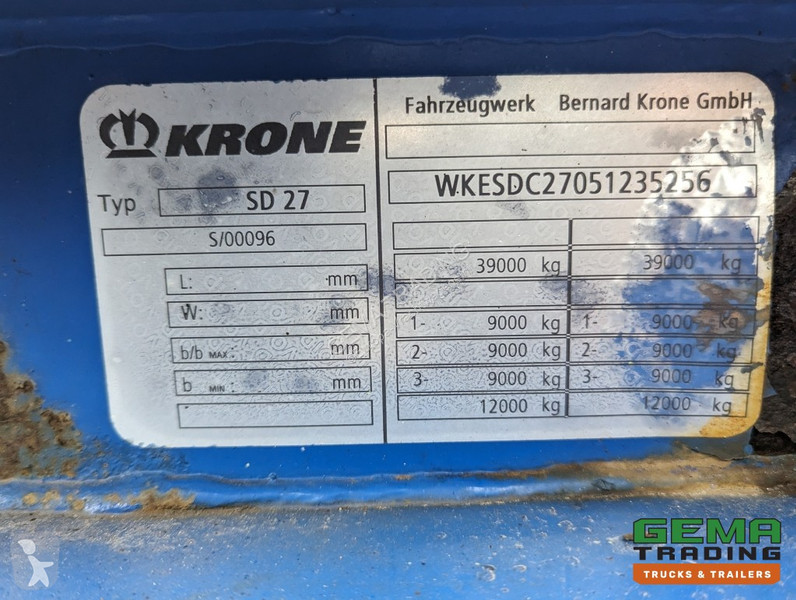 KRONE
Fahrzeugwerk Bernard Krone GmbH
Typ SD 27
WKESDC27051235256
S/00096
L: mm
W: mm
b/b MAX : mm
b MIN : mm
39000 kg 39000 kg
1- 9000 kg 1- 9000 kg
2- 9000 kg 2- 9000 kg
3- 9000 kg 3- 9000 kg
12000 kg 12000 kg
GEMA
TRADING
TRUCKS & TRAILERS